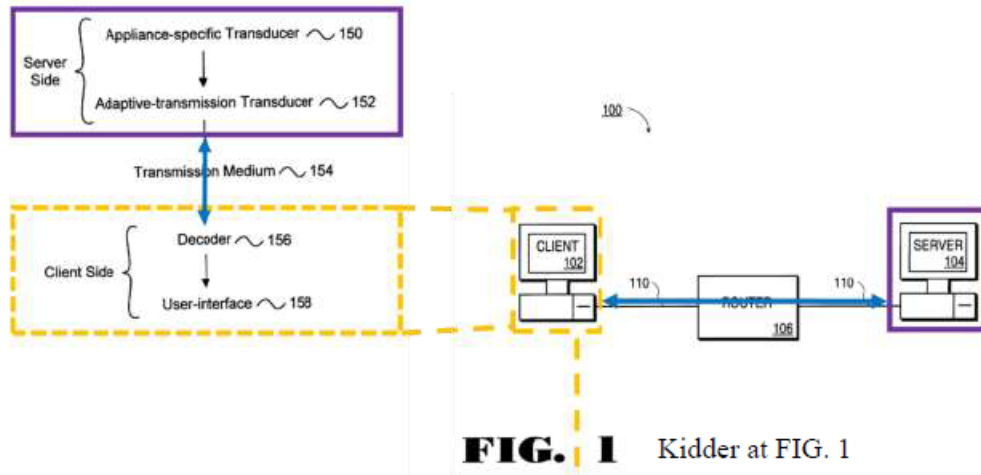 Appliance-specific Transducer 150
Server
Side
Adaptive-transmission Transducer 152
Transmission Medium 154
Decoder 156
Client Side
User-interface 158
100
CLIENT
102
110
ROUTER
106
110
SERVER
104
FIG. 1 Kidder at FIG. 1